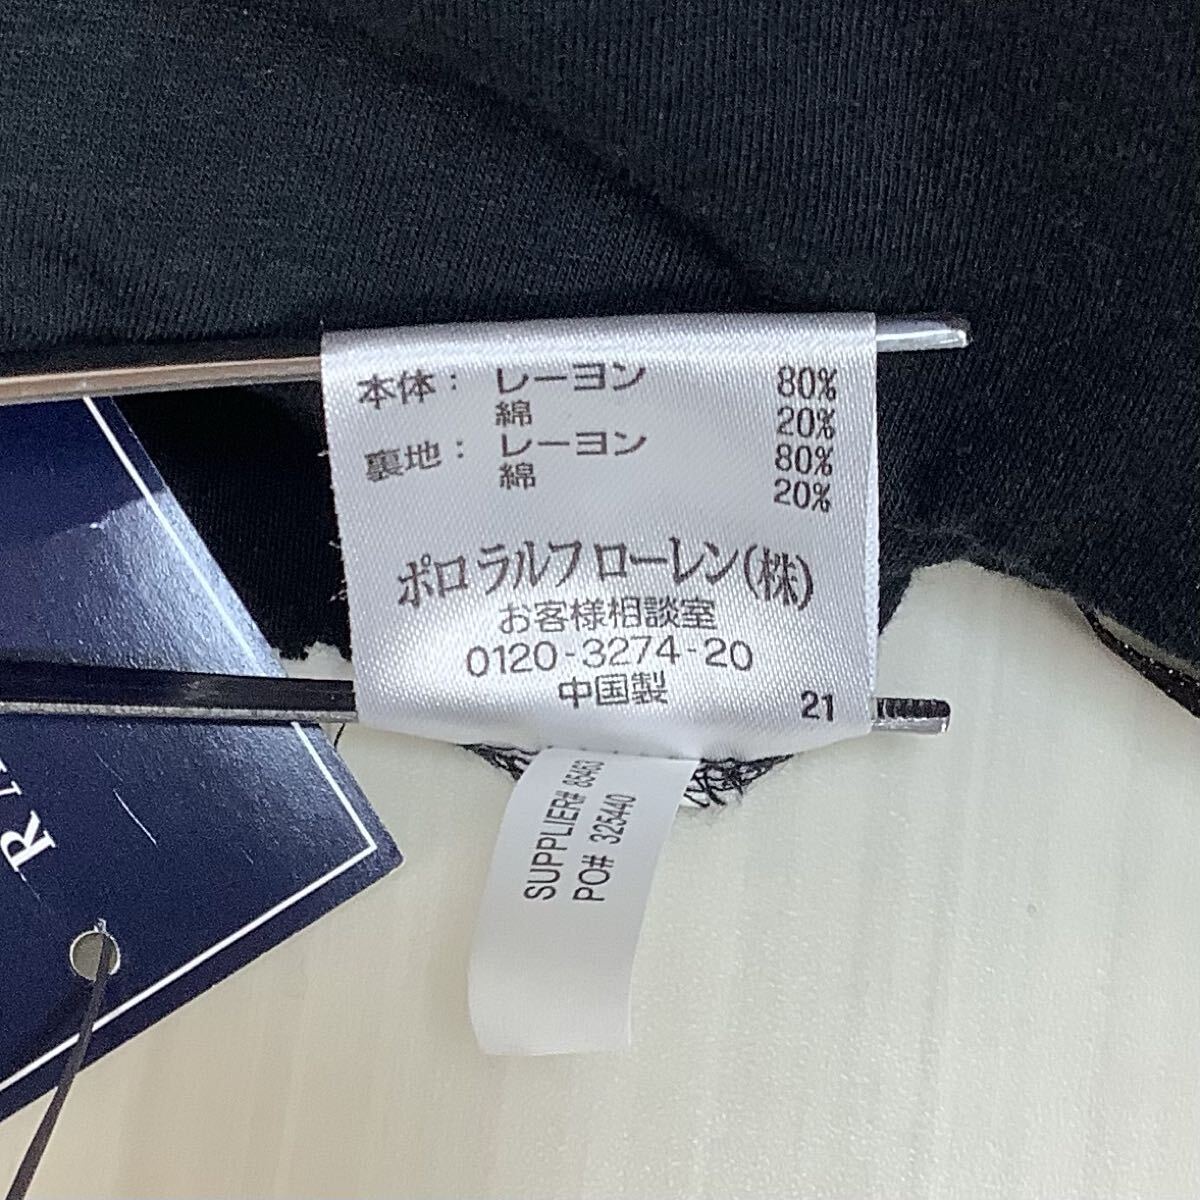 本体： レーヨン 80%
綿 20%
裏地： レーヨン 80%
綿 20%
ポロ ラルフ ローレン(株)
お客様相談室
0120-3274-20
中国製 21
SUPPLIER# 85463
PO# 325440